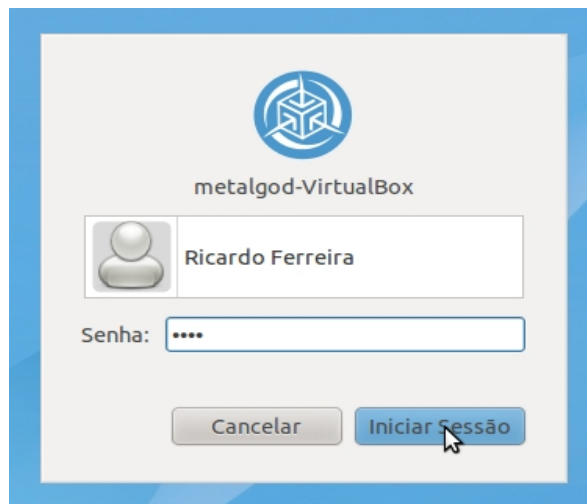 metalgod-VirtualBox
Ricardo Ferreira
Senha: ••••
Cancelar Iniciar Sessão